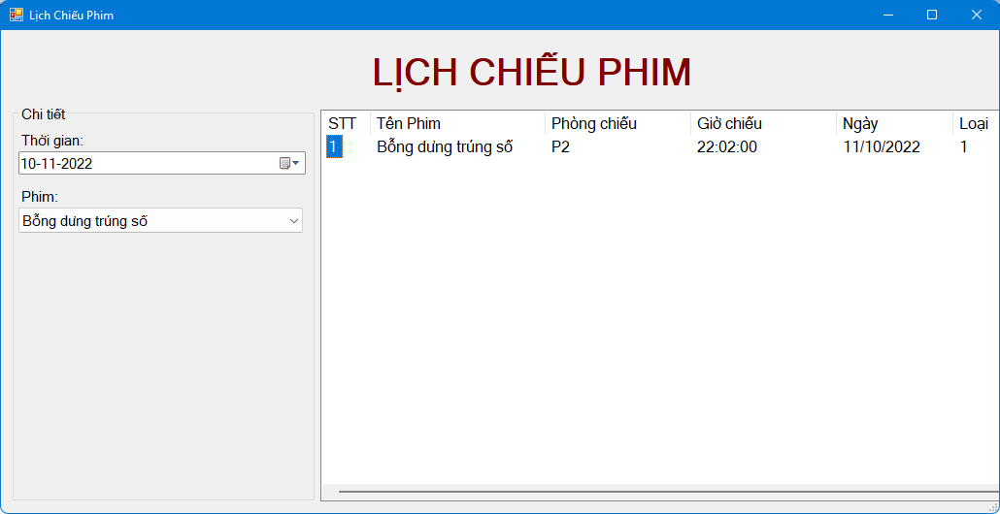 Lịch Chiếu Phim
LỊCH CHIẾU PHIM
Chi tiết
Thời gian:
10-11-2022
Phim:
Bỗng dưng trúng số
STT Tên Phim Phòng chiếu Giờ chiếu Ngày Loại
1 Bỗng dưng trúng số P2 22:02:00 11/10/2022 1